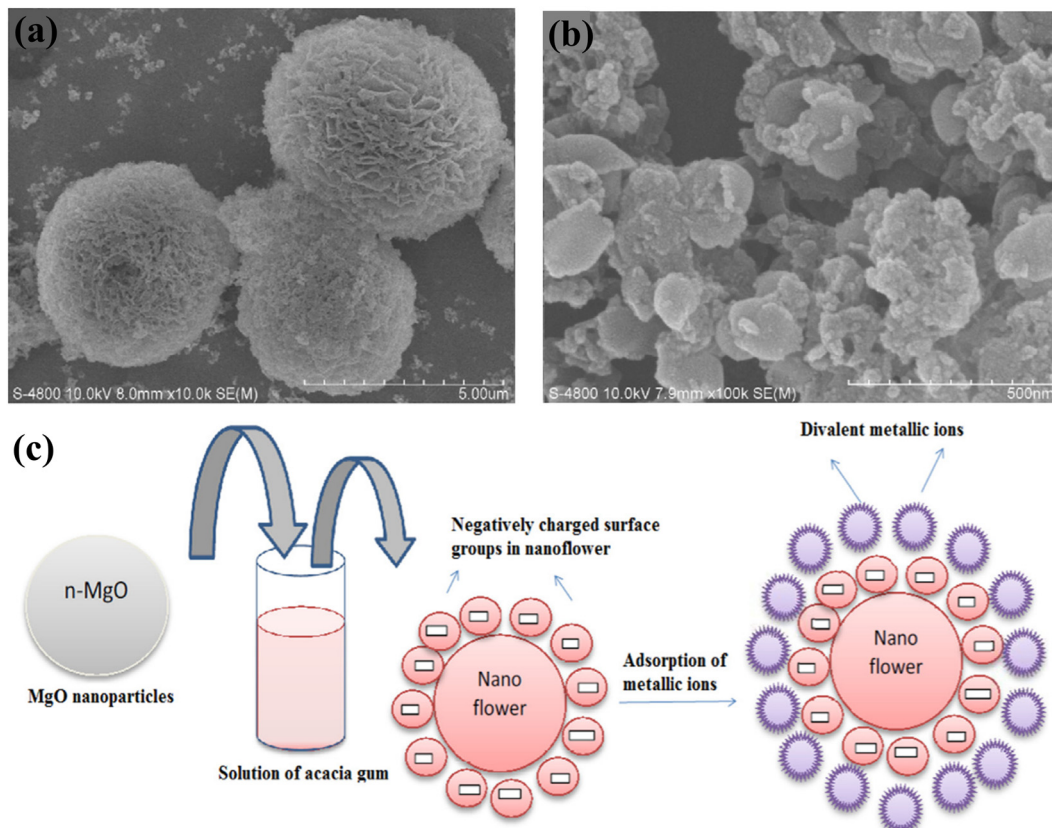 (a)
S-4800 10.0kV 8.0mm x10.0k SE(M)
5.00um
(b)
S-4800 10.0kV 7.9mm x100k SE(M)
500nm
(c)
n-MgO
MgO nanoparticles
Solution of acacia gum
Negatively charged surface
groups in nanoflower
Nano
flower
Adsorption of
metallic ions
Divalent metallic ions
Nano
flower